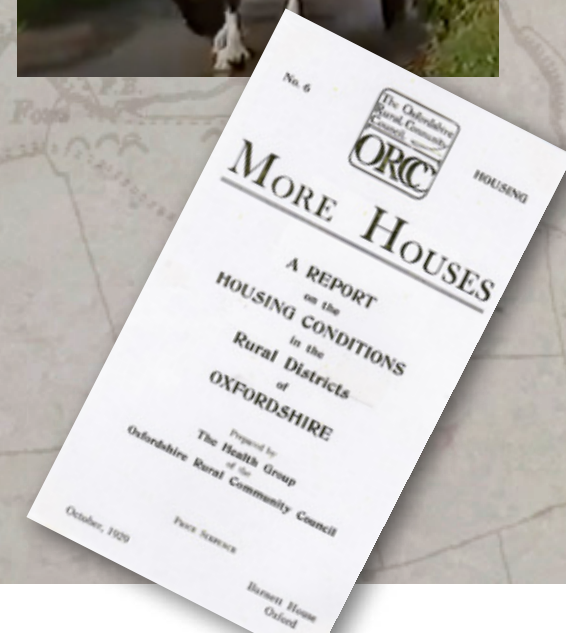 No. 6
The Oxfordshire
Rural Community
Council
ORCC
HOUSING
MORE HOUSES
A REPORT
on the
HOUSING CONDITIONS
in the
Rural Districts
of
OXFORDSHIRE
Prepared by
The Health Group
of the
Oxfordshire Rural Community Council
October, 1929
PRICE SIXPENCE
Barnett House
Oxford